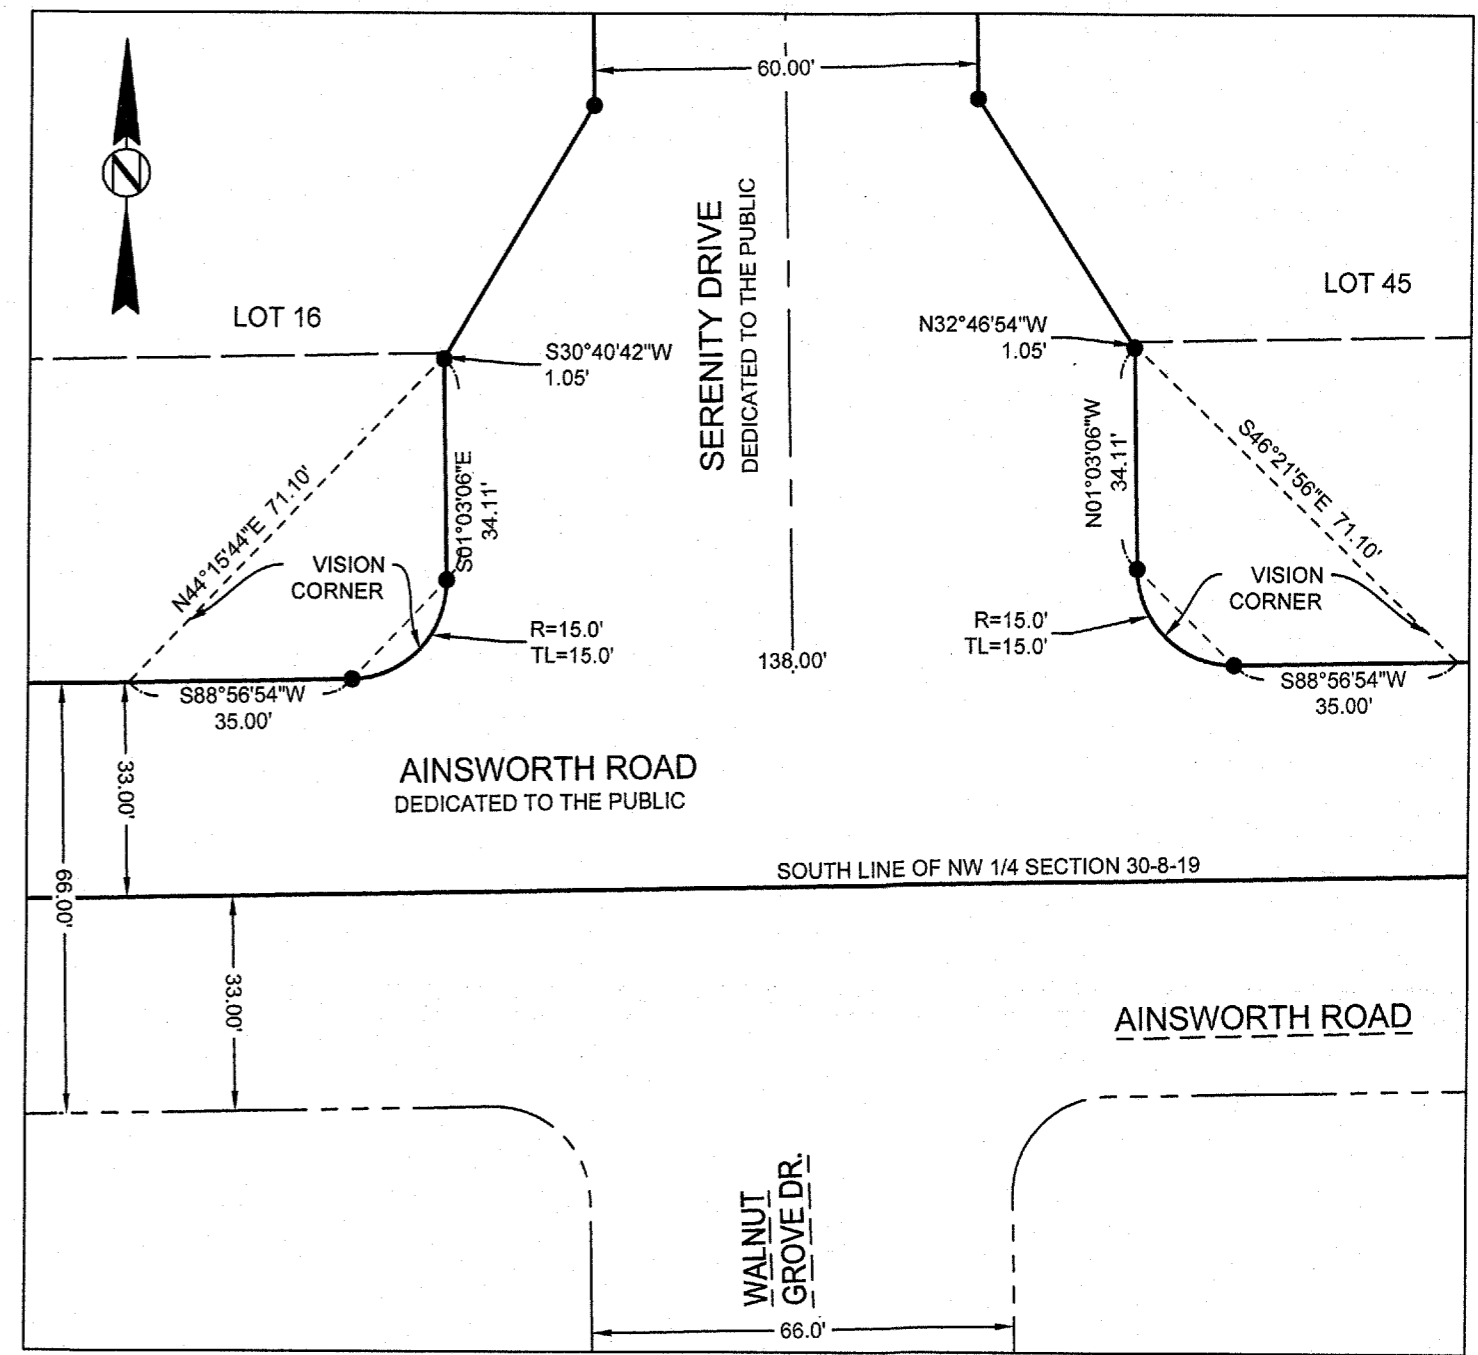 60.00'
N
SERENITY DRIVE
DEDICATED TO THE PUBLIC
LOT 16
LOT 45
S30°40'42"W
1.05'
N32°46'54"W
1.05'
N44°15'44"E 71.10'
S01°03'06"E
34.11'
N01°03'06"W
34.11'
S46°21'56"E 71.10'
VISION
CORNER
VISION
CORNER
R=15.0'
TL=15.0'
R=15.0'
TL=15.0'
138.00'
S88°56'54"W
35.00'
S88°56'54"W
35.00'
33.00'
AINSWORTH ROAD
DEDICATED TO THE PUBLIC
66.00'
SOUTH LINE OF NW 1/4 SECTION 30-8-19
33.00'
AINSWORTH ROAD
WALNUT
GROVE DR.
66.0'